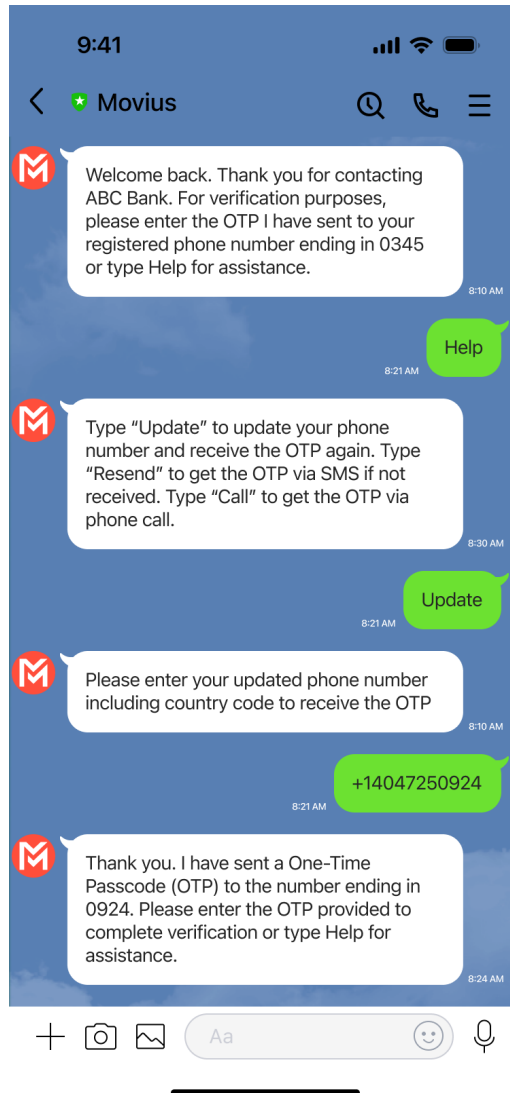 9:41
Movius
Welcome back. Thank you for contacting
ABC Bank. For verification purposes,
please enter the OTP I have sent to your
registered phone number ending in 0345
or type Help for assistance.
8:10 AM
Help
8:21 AM
Type “Update” to update your phone
number and receive the OTP again. Type
“Resend” to get the OTP via SMS if not
received. Type “Call” to get the OTP via
phone call.
8:30 AM
Update
8:21 AM
Please enter your updated phone number
including country code to receive the OTP
8:10 AM
+14047250924
8:21 AM
Thank you. I have sent a One-Time
Passcode (OTP) to the number ending in
0924. Please enter the OTP provided to
complete verification or type Help for
assistance.
8:24 AM
Aa